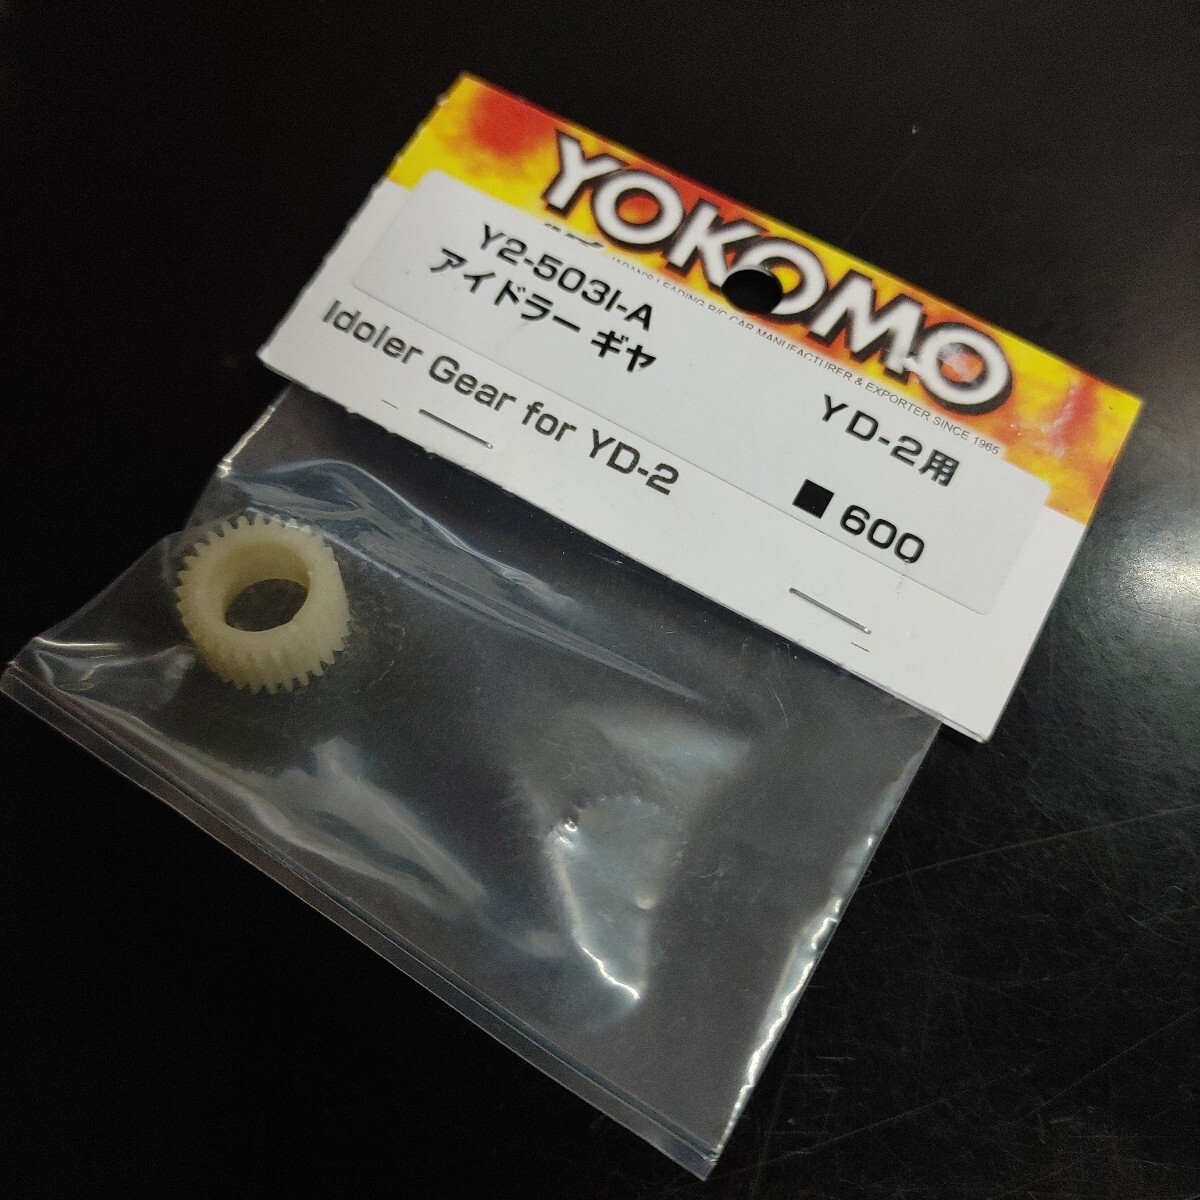 YOKOMO
JAPAN'S LEADING R/C CAR MANUFACTURER & EXPORTER SINCE 1965
Y2-503I-A
アイドラー ギヤ
YD-2用
Idoler Gear for YD-2
■ 600